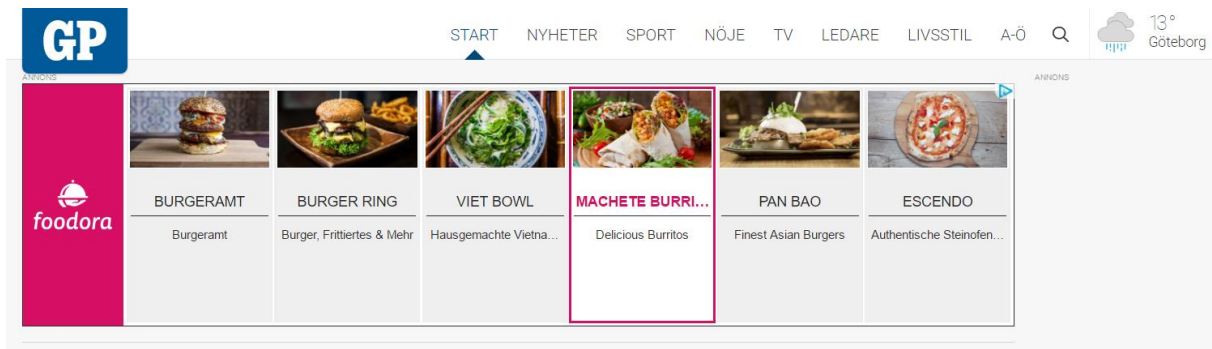 GP
START NYHETER SPORT NÖJE TV LEDARE LIVSSTIL A-Ö
13°
Göteborg
ANNONS
ANNONS
foodora
BURGERAMT
Burgeramt
BURGER RING
Burger, Frittiertes & Mehr
VIET BOWL
Hausgemachte Vietna...
MACHETE BURRI...
Delicious Burritos
PAN BAO
Finest Asian Burgers
ESCENDO
Authentische Steinofen...